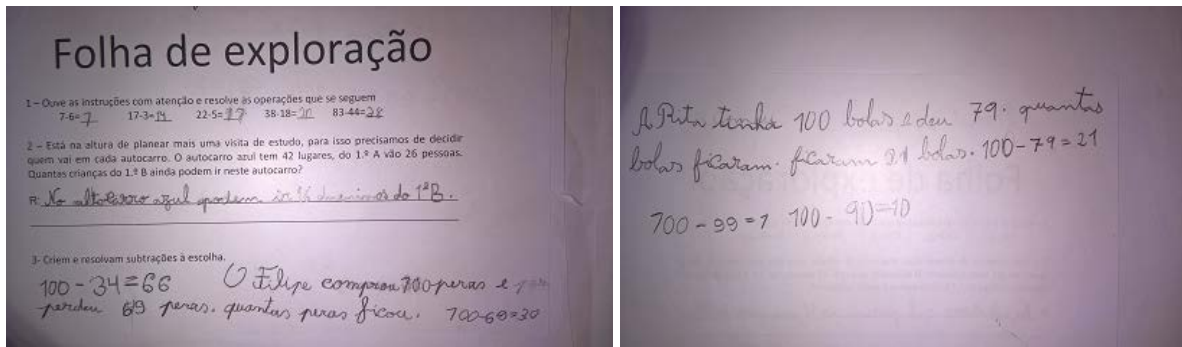 Folha de exploração
1 – Ouve as instruções com atenção e resolve as operações que se seguem
7-6=7 17-3=14 22-5=17 38-18=20 83-44=28
2 – Está na altura de planear mais uma visita de estudo, para isso precisamos de decidir
quem vai em cada autocarro. O autocarro azul tem 42 lugares, do 1.º A vão 26 pessoas.
Quantas crianças do 1.º B ainda podem ir neste autocarro?
R: No altocarro azul podem ir 16 do 1ºB.
3- Criem e resolvam subtrações à escolha.
100-34=66 O Filipe comprou 100 peras e
perdeu 69 peras. quantas peras ficou. 100-69=30
A Rita tinha 100 bolas e deu 79. quantas
bolas ficaram. ficaram 21 bolas. 100-79=21
100-99=1 100-90=10